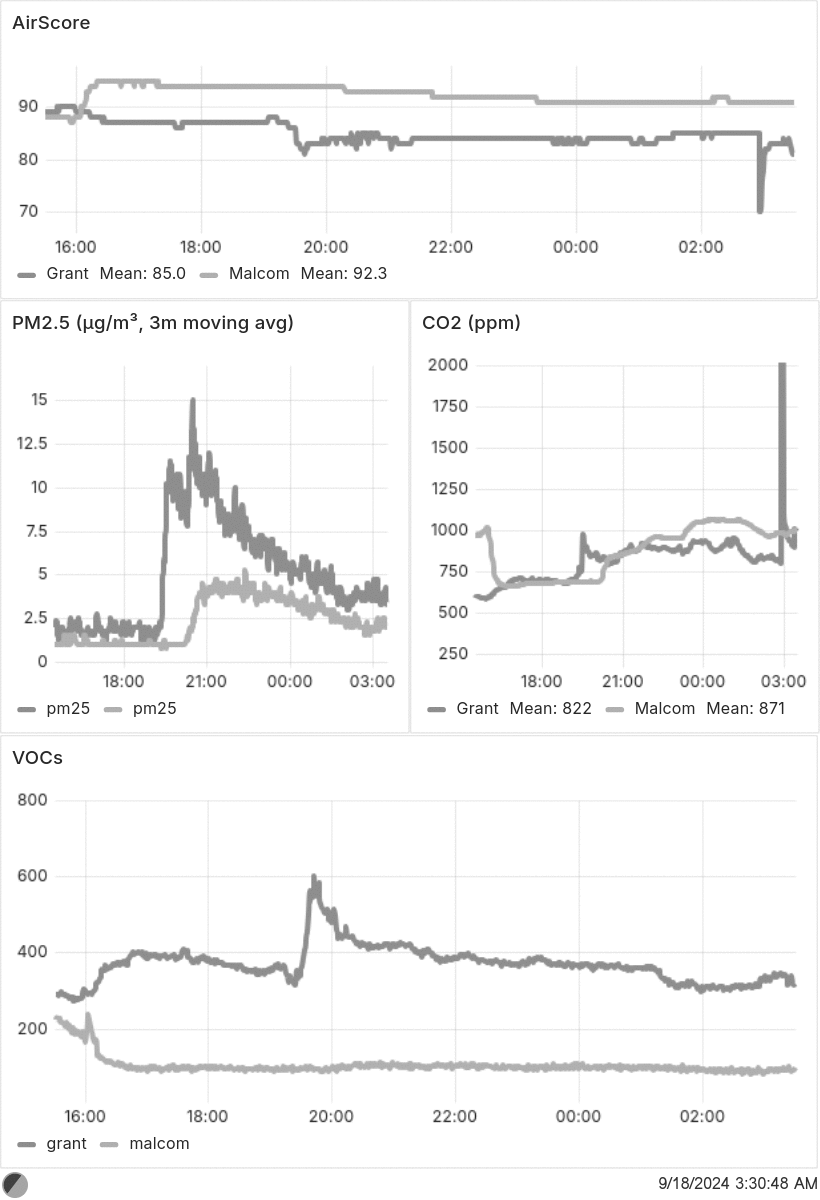 AirScore
90
80
70
16:00 18:00 20:00 22:00 00:00 02:00
Grant Mean: 85.0 Malcom Mean: 92.3
PM2.5 (µg/m³, 3m moving avg)
15
12.5
10
7.5
5
2.5
0
18:00 21:00 00:00 03:00
pm25 pm25
CO2 (ppm)
2000
1750
1500
1250
1000
750
500
250
18:00 21:00 00:00 03:00
Grant Mean: 822 Malcom Mean: 871
VOCs
800
600
400
200
16:00 18:00 20:00 22:00 00:00 02:00
grant malcom
9/18/2024 3:30:48 AM